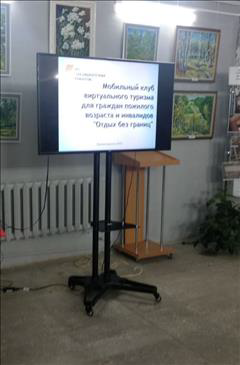 Мобильный клуб
виртуального туризма
для граждан пожилого
возраста и инвалидов
"Отдых без границ"